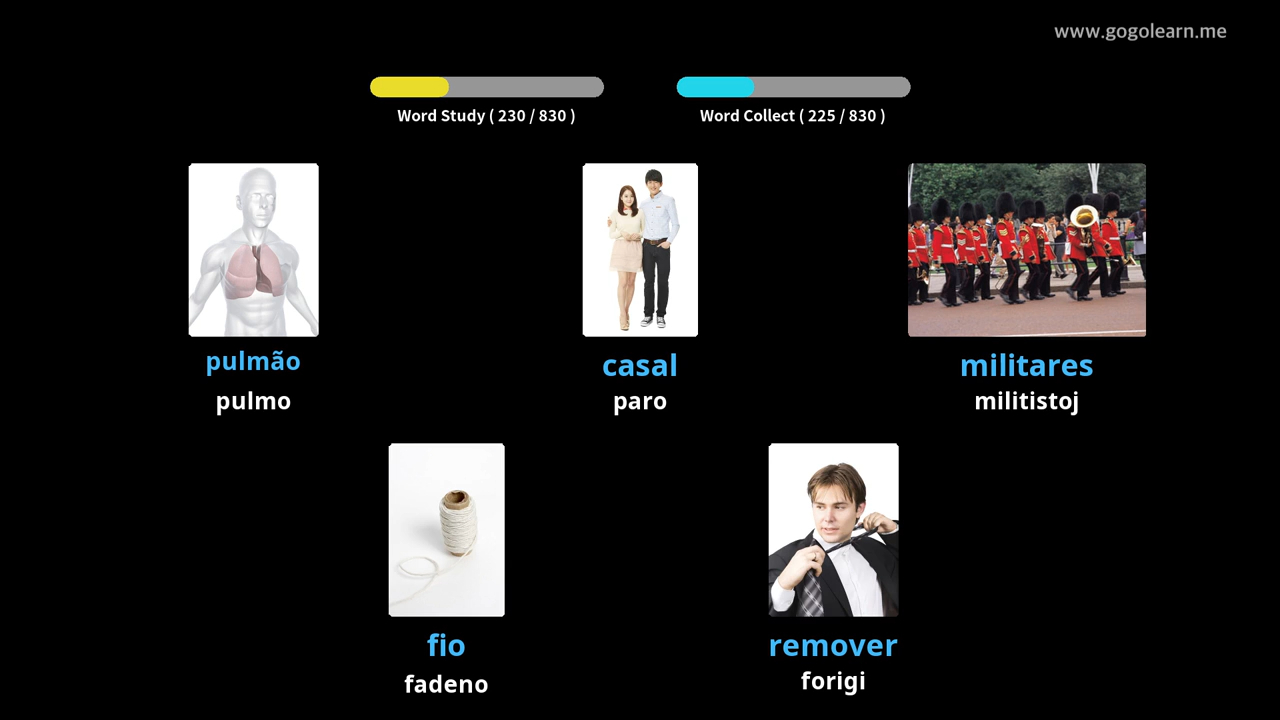 www.gogolearn.me
Word Study ( 230 / 830 )
Word Collect ( 225 / 830 )
pulmão
pulmo
casal
paro
militares
militistoj
fio
fadeno
remover
forigi